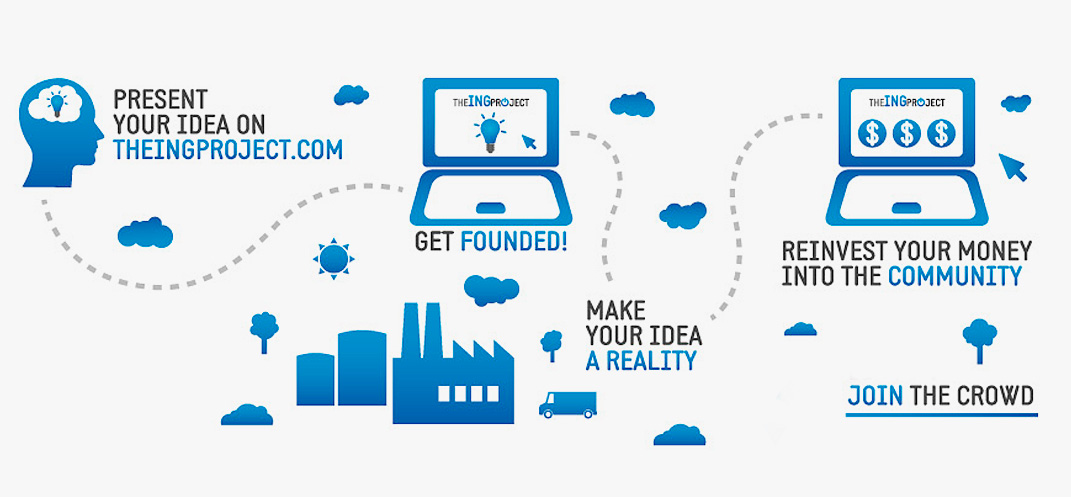 PRESENT
YOUR IDEA ON
THEINGPROJECT.COM
THEINGPROJECT
GET FOUNDED!
MAKE
YOUR IDEA
A REALITY
THEINGPROJECT
$ $ $
REINVEST YOUR MONEY
INTO THE COMMUNITY
JOIN THE CROWD